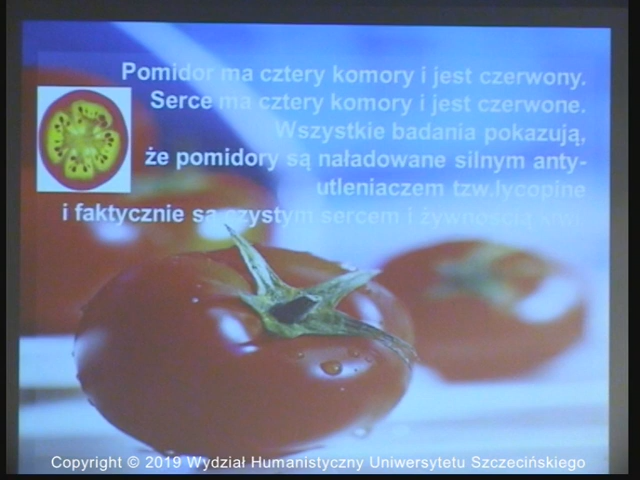 Pomidor ma cztery komory i jest czerwony.
Serce ma cztery komory i jest czerwone.
Wszystkie badania pokazują,
że pomidory są naładowane silnym anty-
utleniaczem tzw.lycopine
i faktycznie są czystym sercem i żywnością krwi
Copyright © 2019 Wydział Humanistyczny Uniwersytetu Szczecińskiego